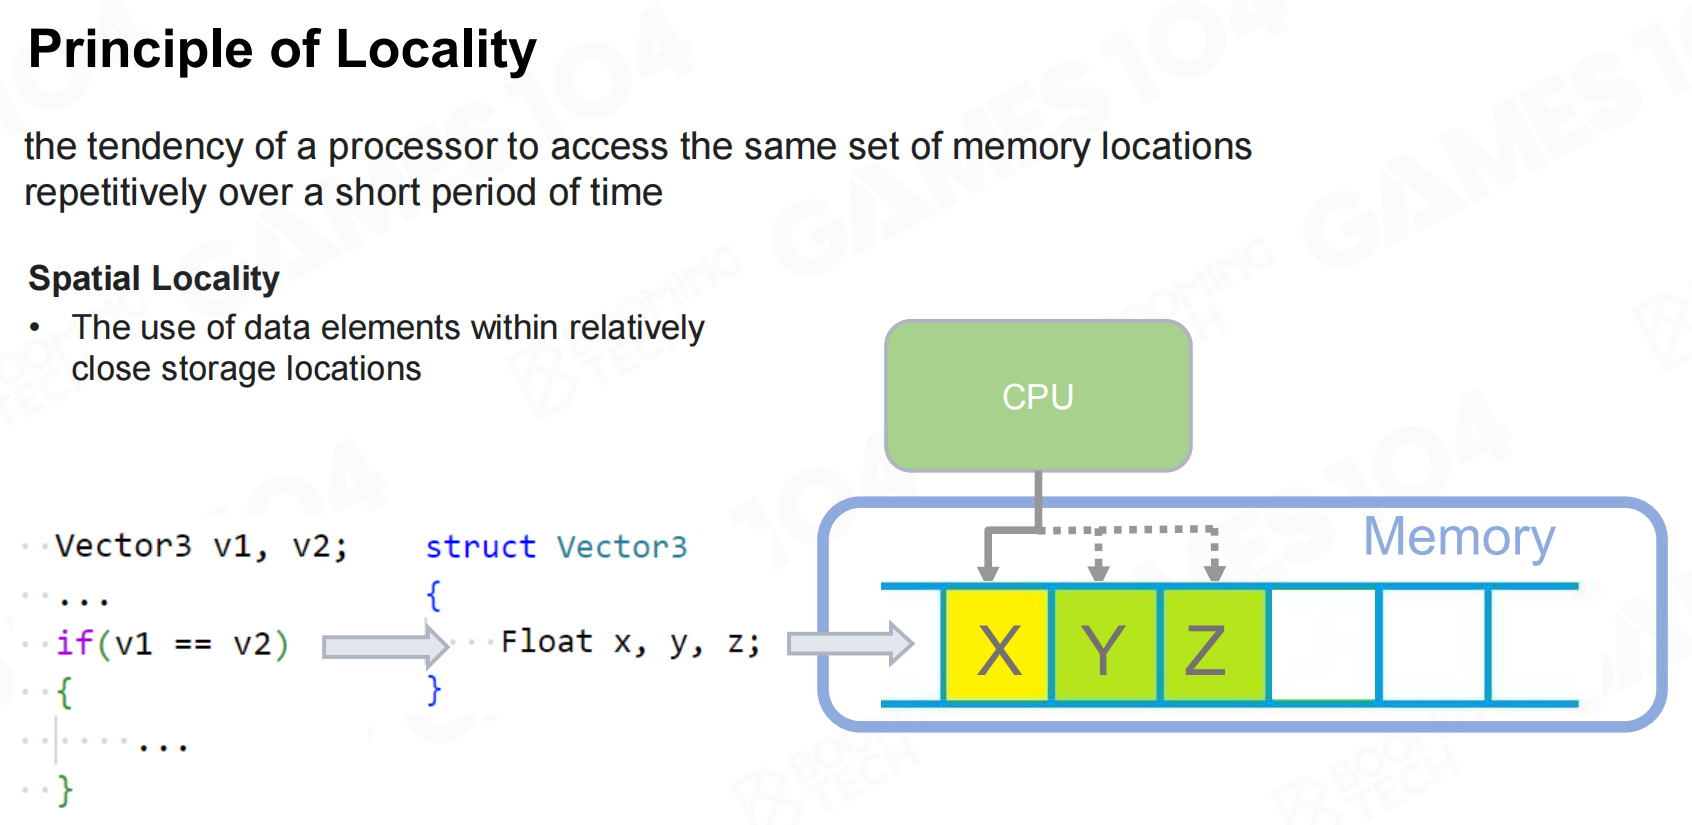 Principle of Locality
the tendency of a processor to access the same set of memory locations
repetitively over a short period of time
Spatial Locality
• The use of data elements within relatively
close storage locations
CPU
Memory
Vector3 v1, v2;
...
if(v1 == v2)
{
...
}
struct Vector3
{
Float x, y, z;
}
X Y Z
GAMES 104
BOOMING
TECH